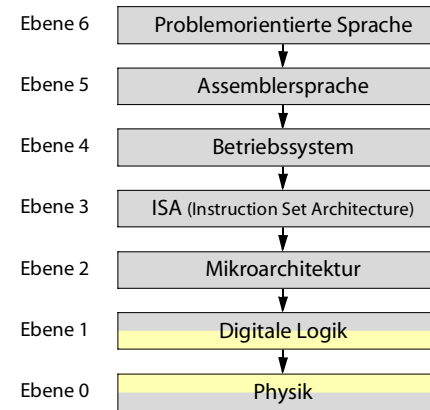 Ebene 6 Problemorientierte Sprache
Ebene 5 Assemblersprache
Ebene 4 Betriebssystem
Ebene 3 ISA (Instruction Set Architecture)
Ebene 2 Mikroarchitektur
Ebene 1 Digitale Logik
Ebene 0 Physik